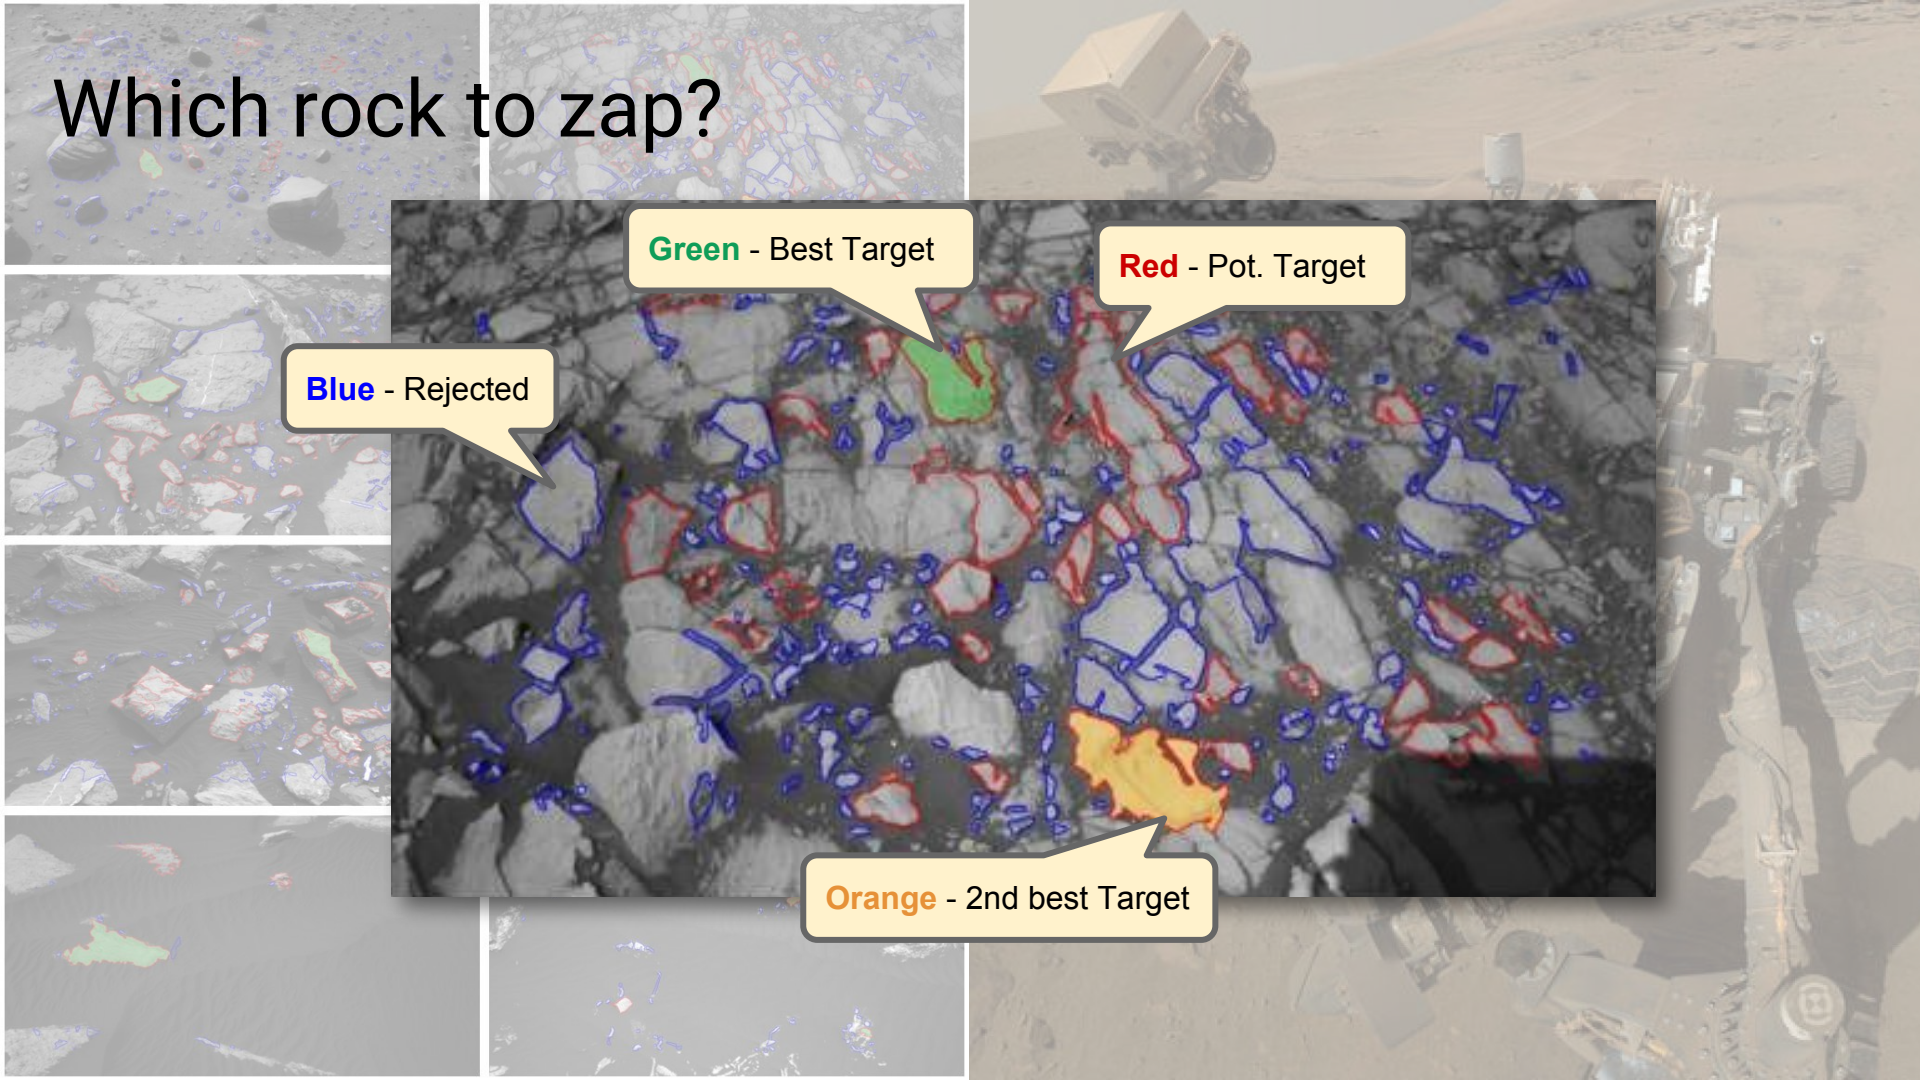 Which rock to zap?
Green - Best Target
Red - Pot. Target
Blue - Rejected
Orange - 2nd best Target